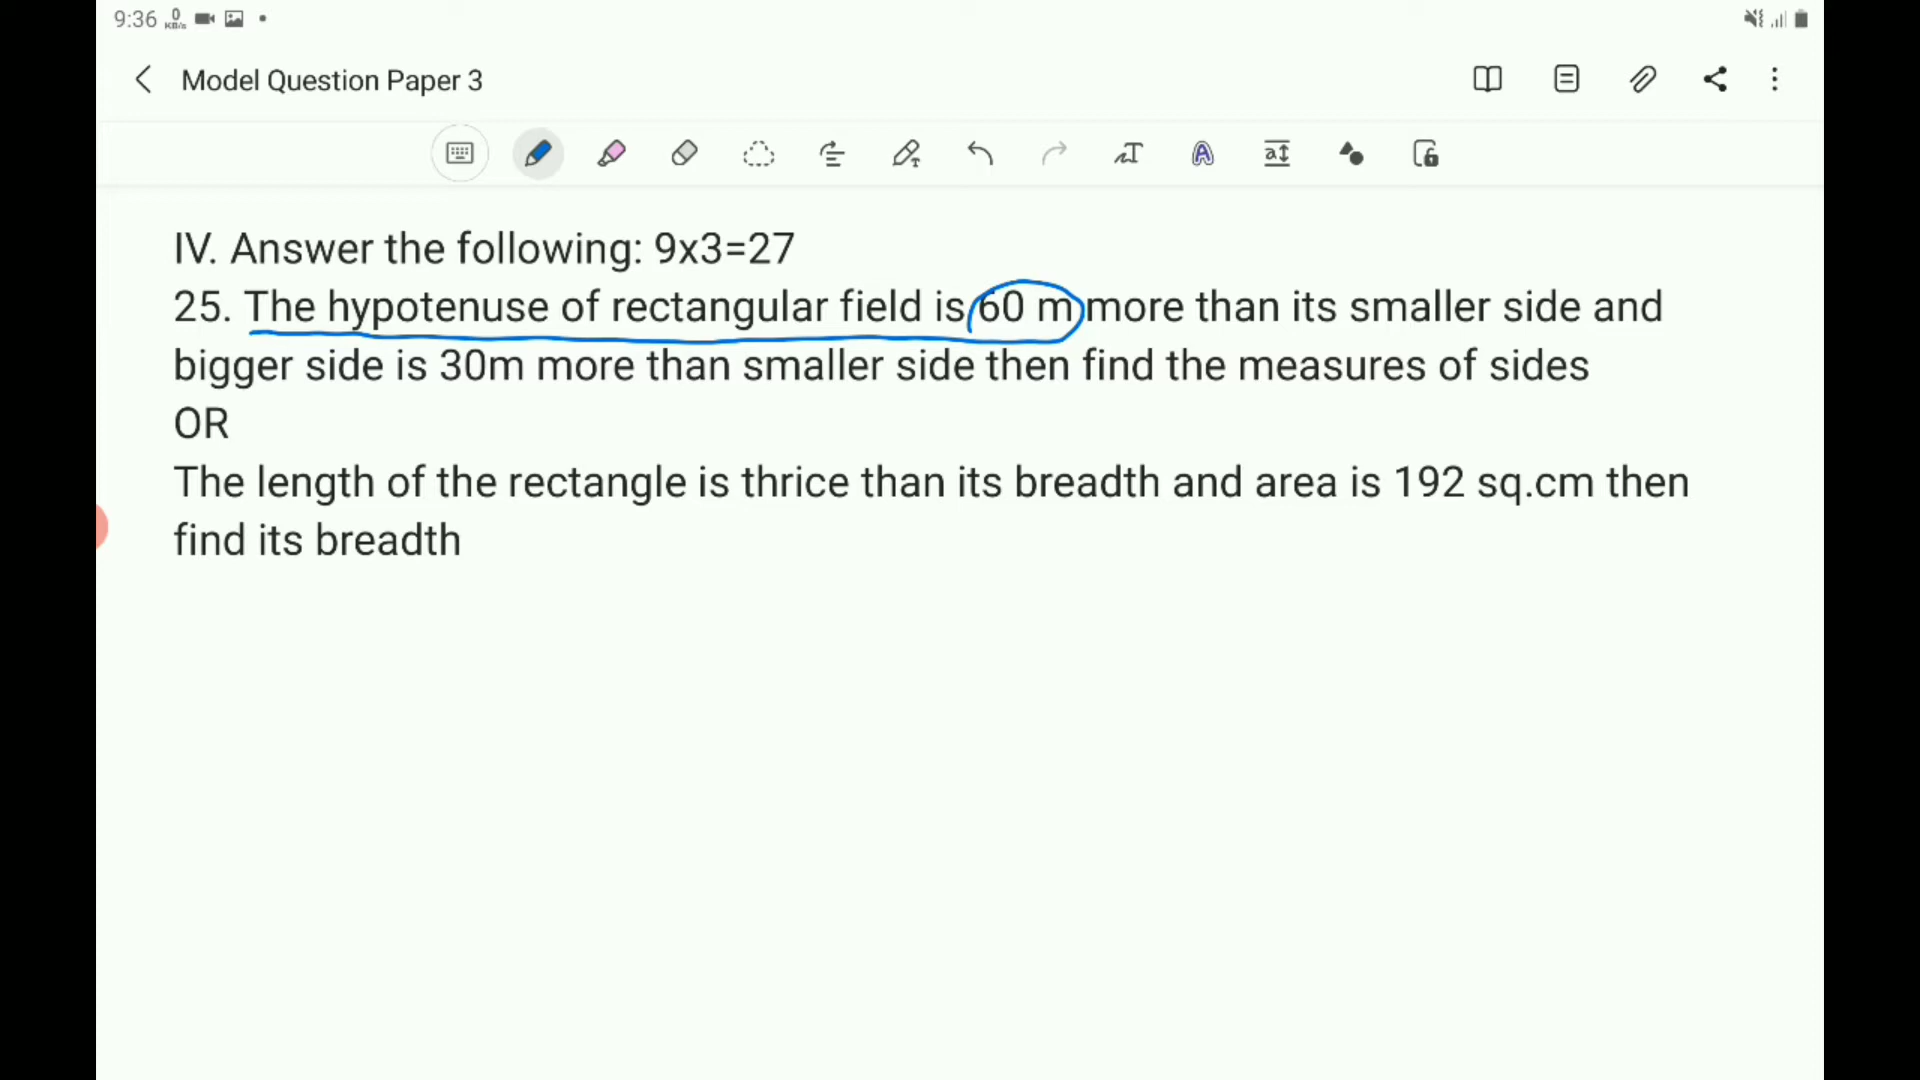 9:36 0 KB/s
Model Question Paper 3
IV. Answer the following: 9x3=27
25. The hypotenuse of rectangular field is 60 m more than its smaller side and
bigger side is 30m more than smaller side then find the measures of sides
OR
The length of the rectangle is thrice than its breadth and area is 192 sq.cm then
find its breadth